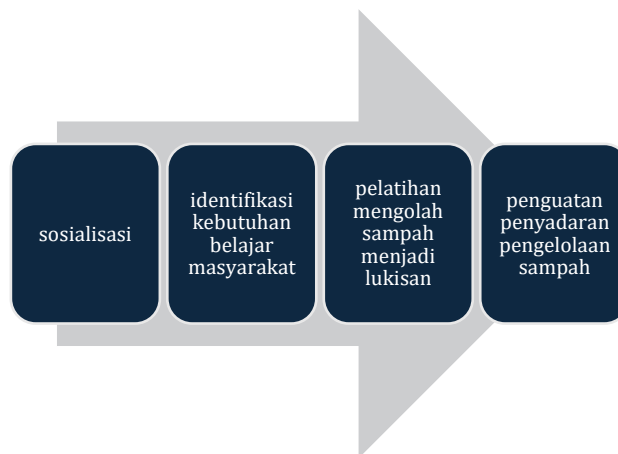 sosialisasi
identifikasi
kebutuhan
belajar
masyarakat
pelatihan
mengolah
sampah
menjadi
lukisan
penguatan
penyadaran
pengelolaan
sampah